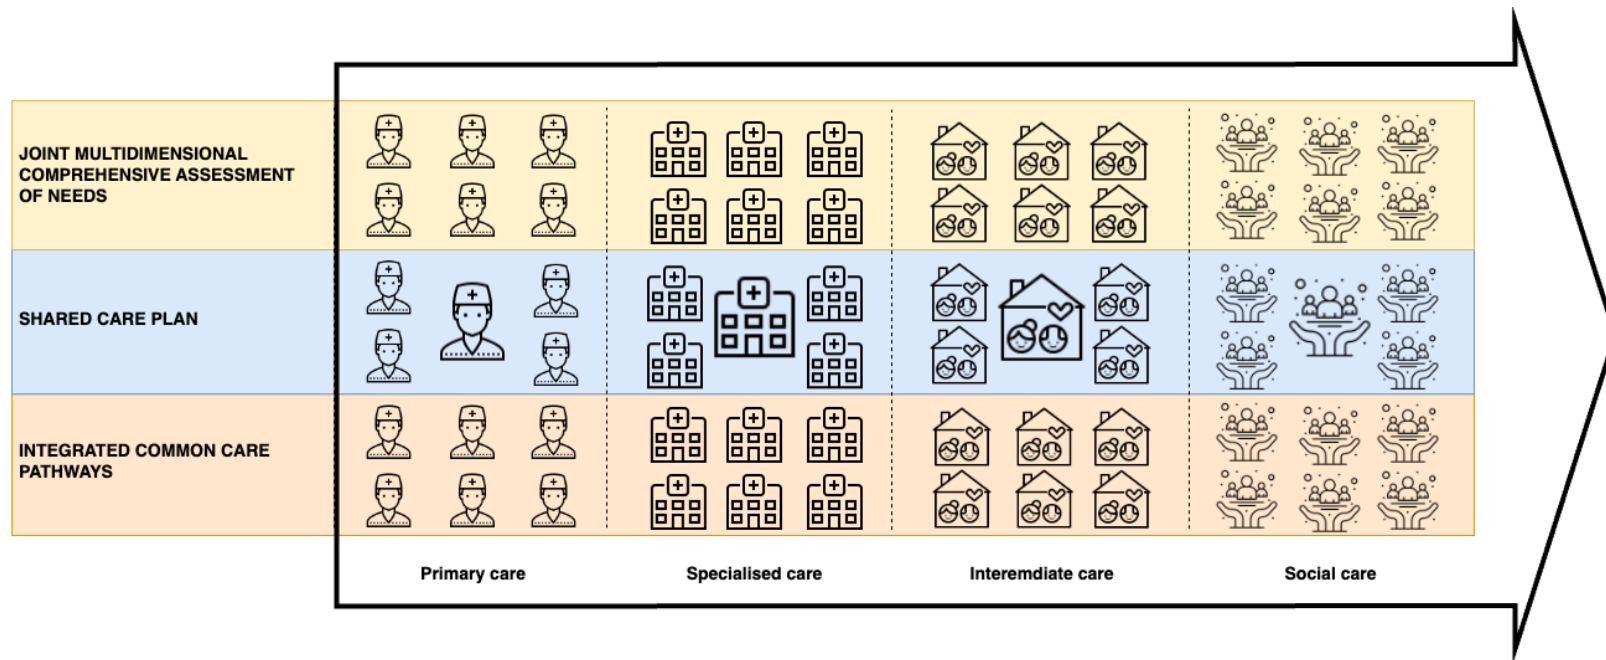 JOINT MULTIDIMENSIONAL
COMPREHENSIVE ASSESSMENT
OF NEEDS
SHARED CARE PLAN
INTEGRATED COMMON CARE
PATHWAYS
Primary care
Specialised care
Interemdiate care
Social care